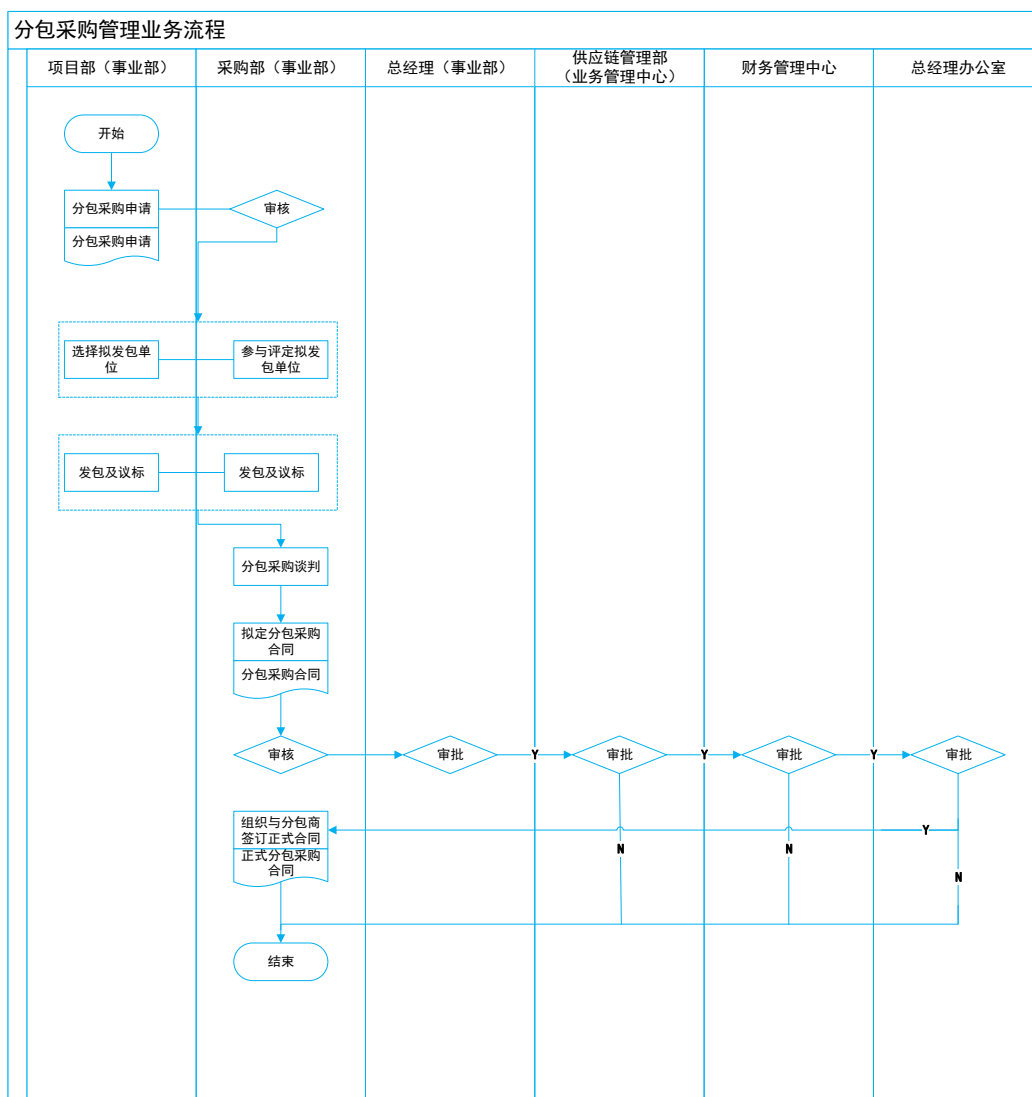 分包采购管理业务流程
项目部（事业部）
采购部（事业部）
总经理（事业部）
供应链管理部
（业务管理中心）
财务管理中心
总经理办公室
开始
分包采购申请
审核
分包采购申请
选择拟发包单
位
参与评定拟发
包单位
发包及议标
发包及议标
分包采购谈判
拟定分包采购
合同
分包采购合同
审核
审批
Y
审批
Y
审批
Y
审批
组织与分包商
签订正式合同
Y
正式分包采购
合同
N
N
N
结束